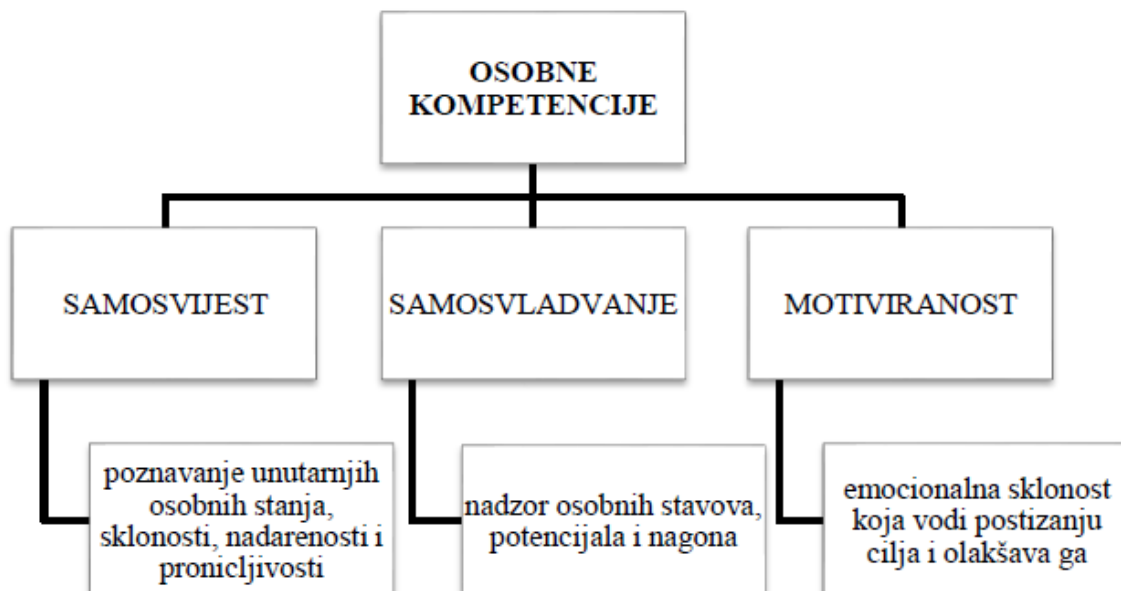 OSOBNE
KOMPETENCIJE
SAMOSVIJEST
SAMOSVLADVANJE
MOTIVIRANOST
poznavanje unutarnjih
osobnih stanja,
sklonosti, nadarenosti i
pronicljivosti
nadzor osobnih stavova,
potencijala i nagona
emocionalna sklonost
koja vodi postizanju
cilja i olakšava ga